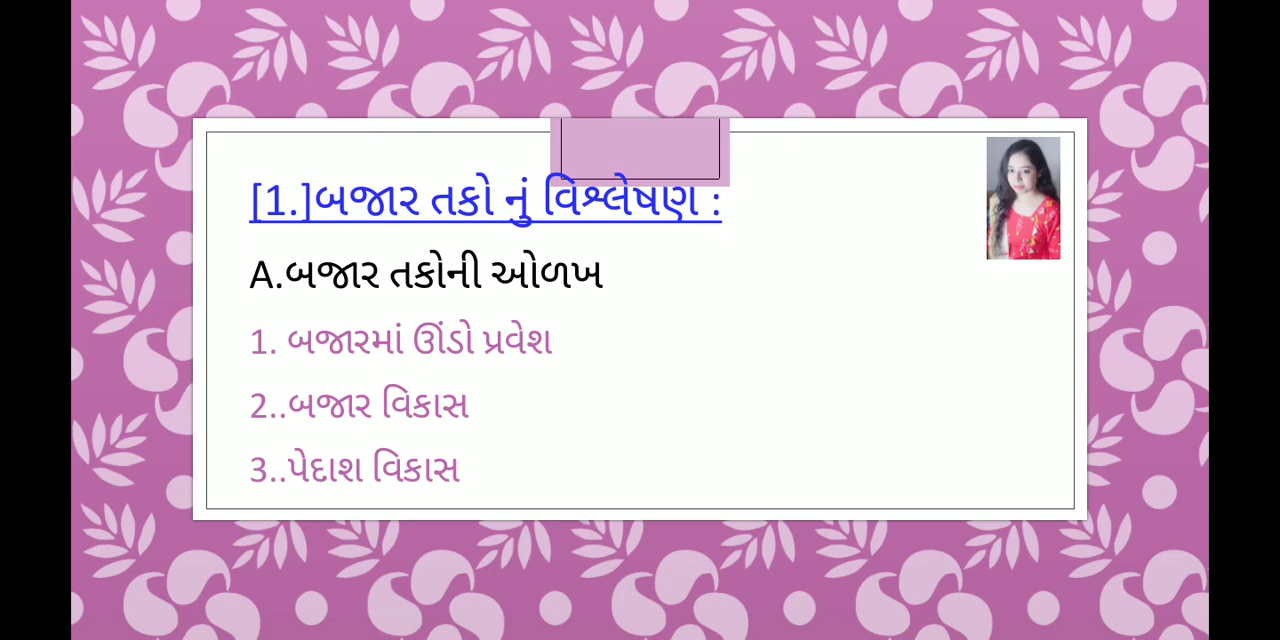 [1.]બજાર તકો નું વિશ્લેષણ :
A.બજાર તકોની ઓળખ
1. બજારમાં ઊંડો પ્રવેશ
2..બજાર વિકાસ
3..પેદાશ વિકાસ